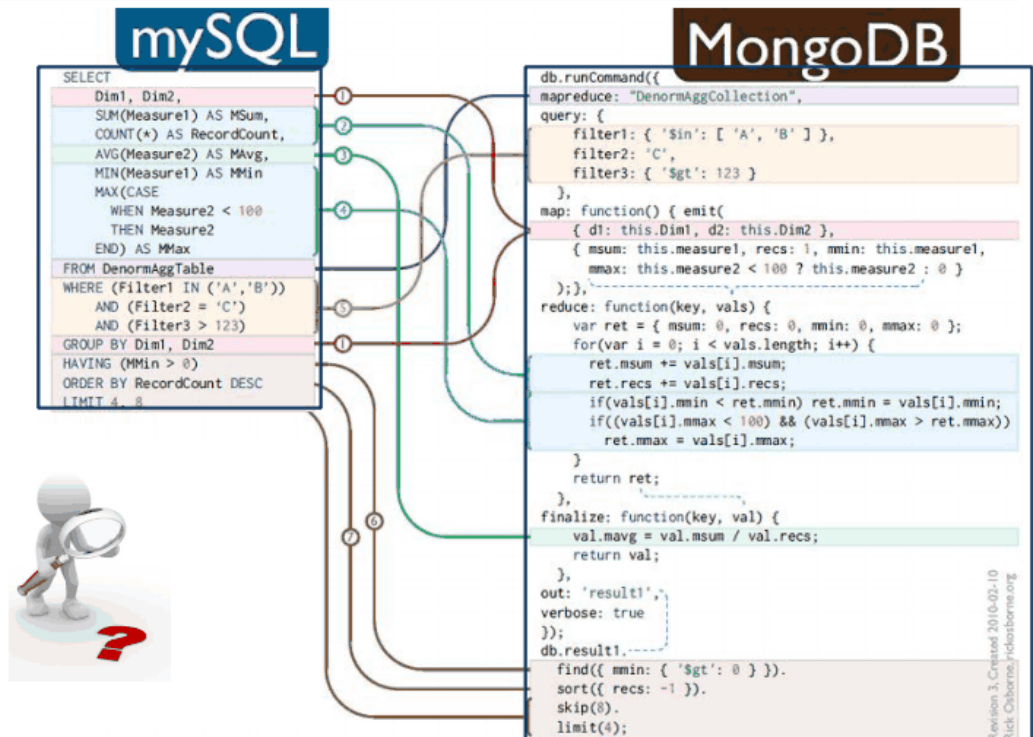 mySQL
SELECT
Dim1, Dim2,
SUM(Measure1) AS MSum,
COUNT(*) AS RecordCount,
AVG(Measure2) AS MAvg,
MIN(Measure1) AS MMin
MAX(CASE
WHEN Measure2 < 100
THEN Measure2
END) AS MMax
FROM DenormAggTable
WHERE (Filter1 IN ('A','B'))
AND (Filter2 = 'C')
AND (Filter3 > 123)
GROUP BY Dim1, Dim2
HAVING (MMin > 0)
ORDER BY RecordCount DESC
LIMIT 4, 8
1
2
3
4
5
1
6
7
?
MongoDB
db.runCommand({
mapreduce: "DenormAggCollection",
query: {
filter1: { '$in': [ 'A', 'B' ] },
filter2: 'C',
filter3: { '$gt': 123 }
},
map: function() { emit(
{ d1: this.Dim1, d2: this.Dim2 },
{ msum: this.measure1, recs: 1, mmin: this.measure1,
mmax: this.measure2 < 100 ? this.measure2 : 0 }
);},
reduce: function(key, vals) {
var ret = { msum: 0, recs: 0, mmin: 0, mmax: 0 };
for(var i = 0; i < vals.length; i++) {
ret.msum += vals[i].msum;
ret.recs += vals[i].recs;
if(vals[i].mmin < ret.mmin) ret.mmin = vals[i].mmin;
if((vals[i].mmax < 100) && (vals[i].mmax > ret.mmax))
ret.mmax = vals[i].mmax;
}
return ret;
},
finalize: function(key, val) {
val.mavg = val.msum / val.recs;
return val;
},
out: 'result1',
verbose: true
});
db.result1.
find({ mmin: { '$gt': 0 } }).
sort({ recs: -1 }).
skip(8).
limit(4);
Revision 3, Created 2010-02-10
Rick Osborne, rickosborne.org